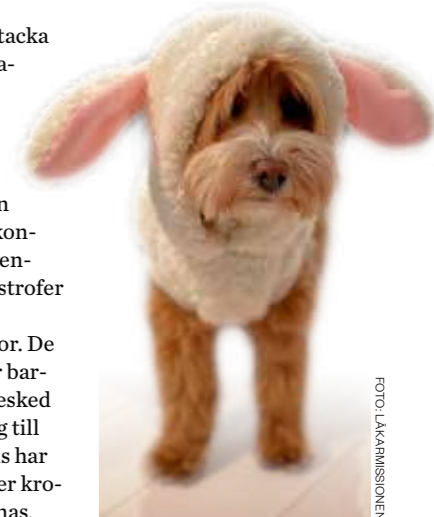 tacka
a-
n
kon-
en-
strofer
or. De
r bar-
esked
g till
s har
er kro-
nas.
FOTO: LÄKARMISSIONEN